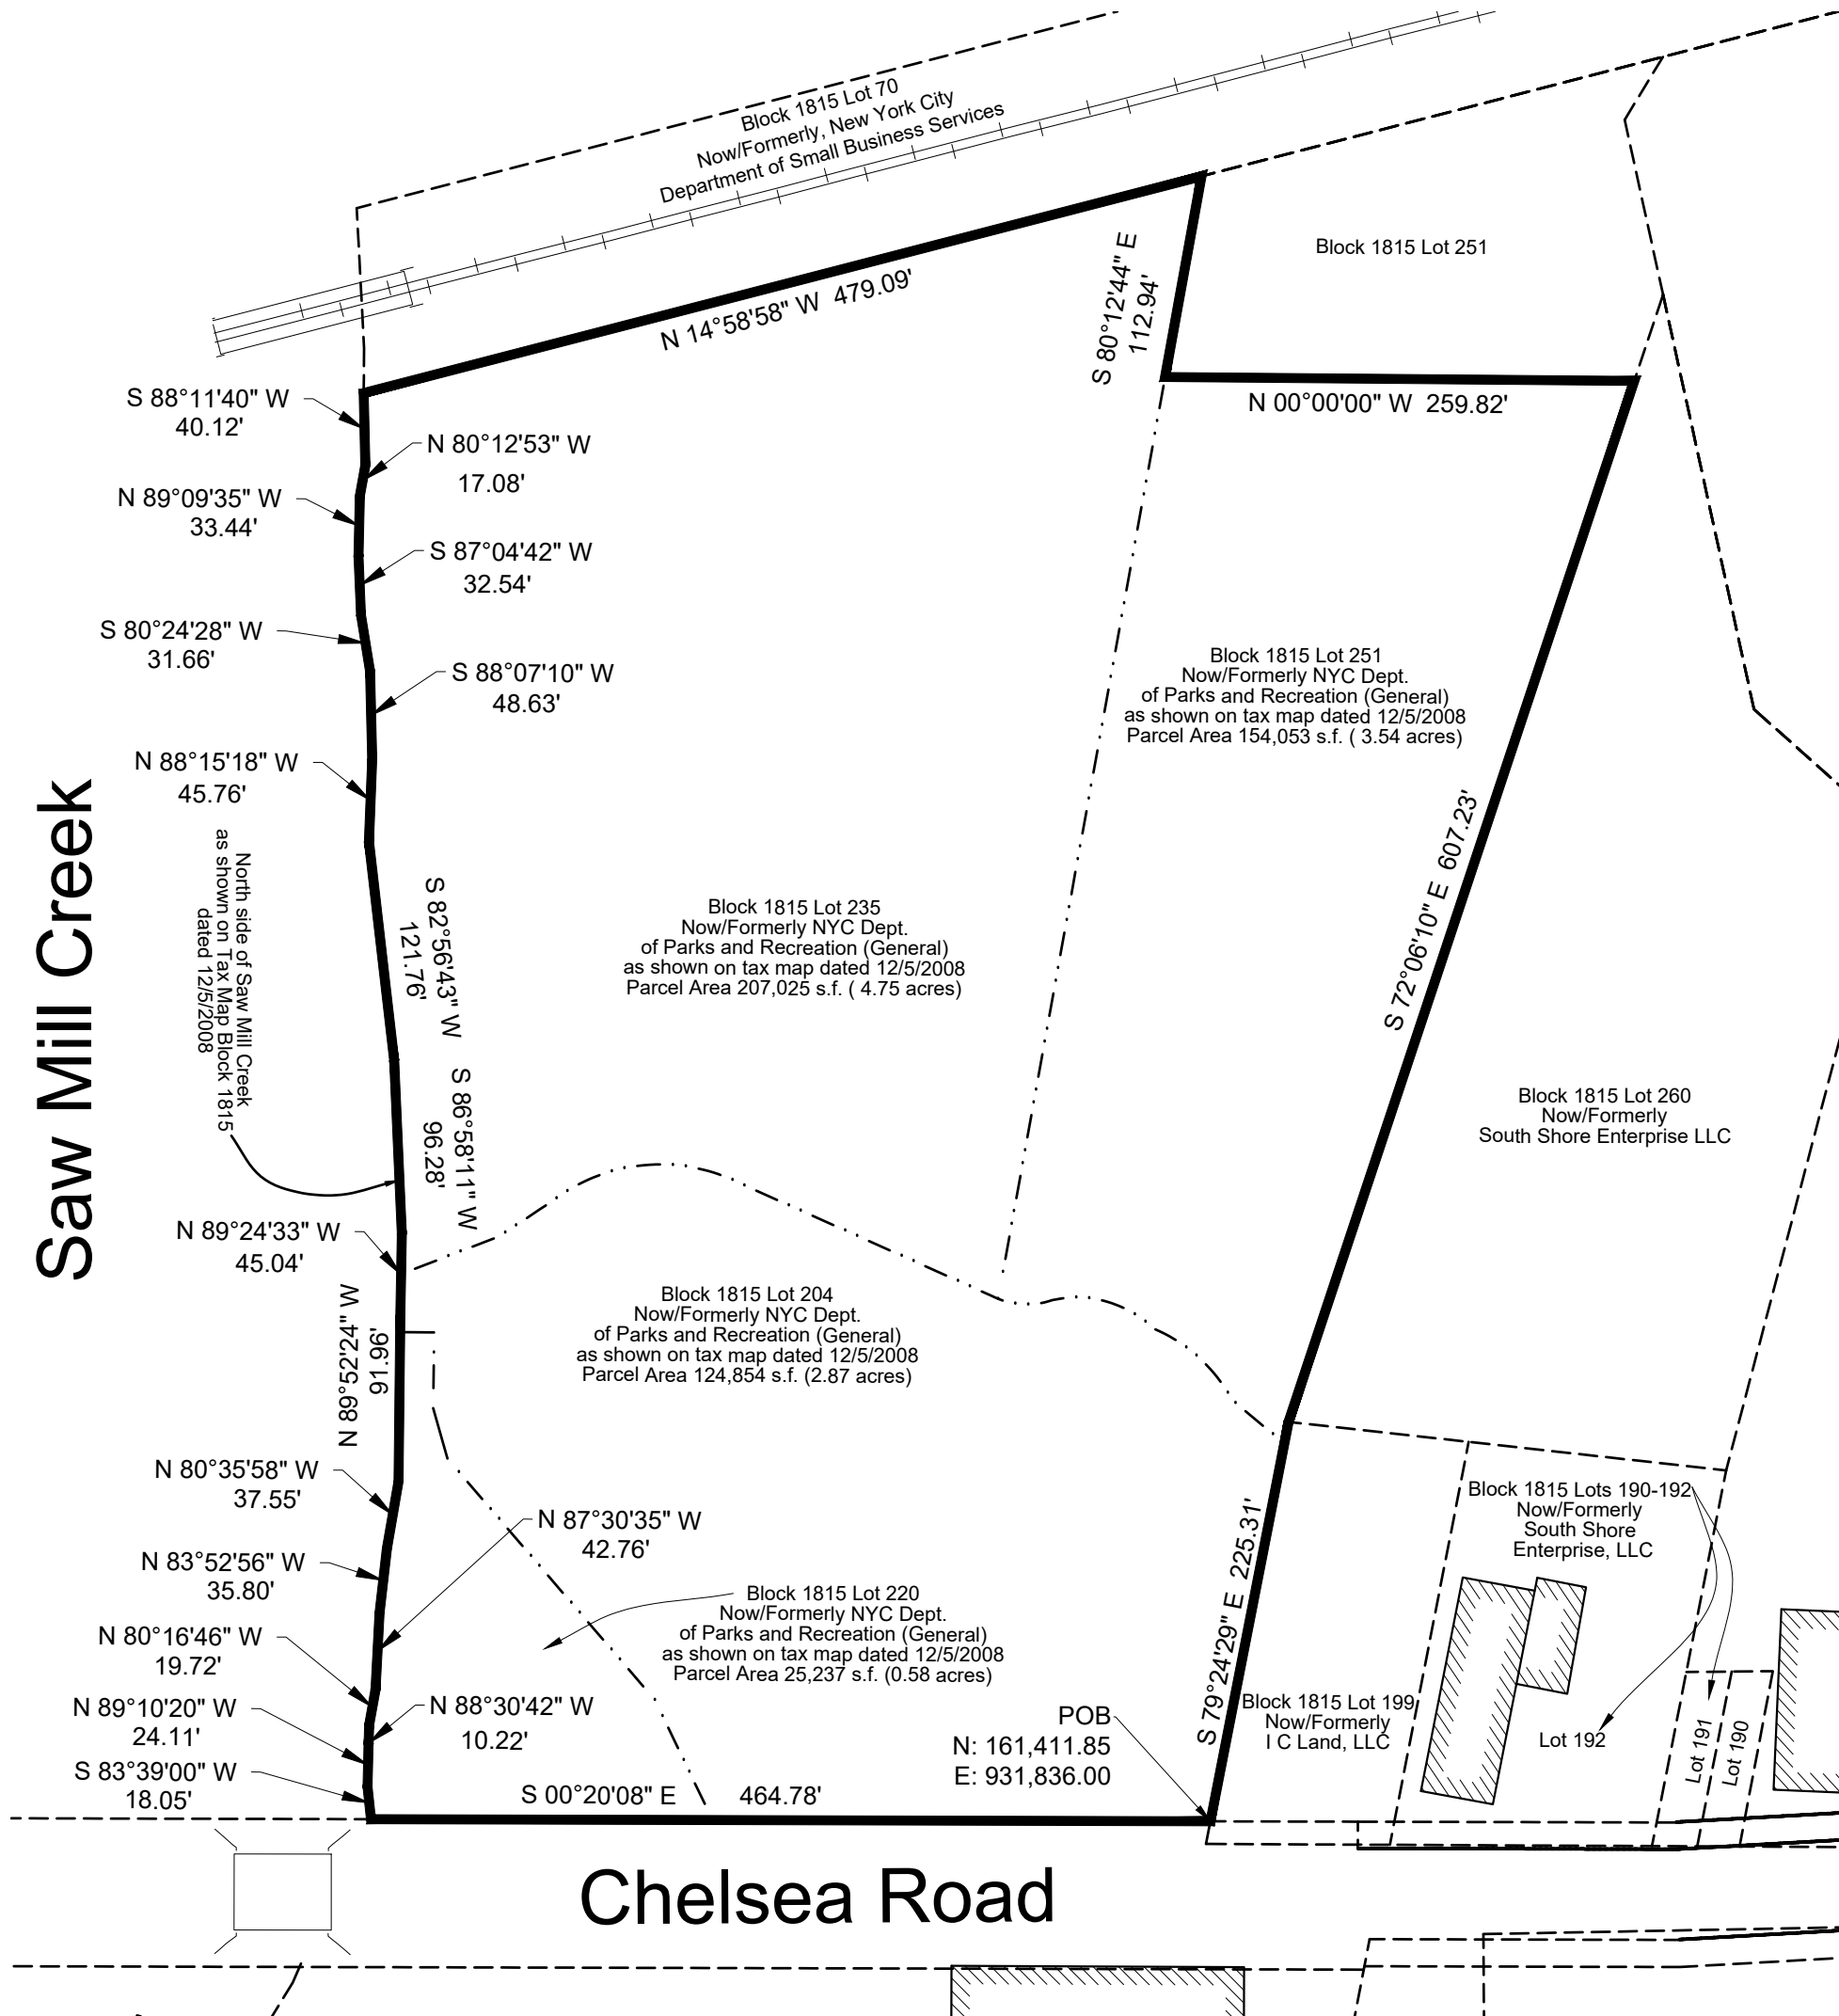 Block 1815 Lot 70
Now/Formerly, New York City
Department of Small Business Services
Block 1815 Lot 251
N 14°58'58" W 479.09'
S 80°12'44" E
112.94'
N 00°00'00" W 259.82'
S 88°11'40" W
40.12'
N 80°12'53" W
17.08'
N 89°09'35" W
33.44'
S 87°04'42" W
32.54'
S 80°24'28" W
31.66'
S 88°07'10" W
48.63'
N 88°15'18" W
45.76'
Block 1815 Lot 251
Now/Formerly NYC Dept.
of Parks and Recreation (General)
as shown on tax map dated 12/5/2008
Parcel Area 154,053 s.f. ( 3.54 acres)
S 72°06'10" E 607.23'
Saw Mill Creek
North side of Saw Mill Creek
as shown on Tax Map Block 1815
dated 12/5/2008
S 82°56'43" W
121.76'
Block 1815 Lot 235
Now/Formerly NYC Dept.
of Parks and Recreation (General)
as shown on tax map dated 12/5/2008
Parcel Area 207,025 s.f. ( 4.75 acres)
S 86°58'11" W
96.28'
Block 1815 Lot 260
Now/Formerly
South Shore Enterprise LLC
N 89°24'33" W
45.04'
N 89°52'24" W
91.96'
Block 1815 Lot 204
Now/Formerly NYC Dept.
of Parks and Recreation (General)
as shown on tax map dated 12/5/2008
Parcel Area 124,854 s.f. (2.87 acres)
N 80°35'58" W
37.55'
N 87°30'35" W
42.76'
N 83°52'56" W
35.80'
Block 1815 Lot 220
Now/Formerly NYC Dept.
of Parks and Recreation (General)
as shown on tax map dated 12/5/2008
Parcel Area 25,237 s.f. (0.58 acres)
S 79°24'29" E 225.31'
Block 1815 Lots 190-192
Now/Formerly
South Shore
Enterprise, LLC
N 80°16'46" W
19.72'
N 89°10'20" W
24.11'
N 88°30'42" W
10.22'
S 83°39'00" W
18.05'
S 00°20'08" E 464.78'
POB
N: 161,411.85
E: 931,836.00
Block 1815 Lot 199
Now/Formerly
I C Land, LLC
Lot 192
Lot 191
Lot 190
Chelsea Road